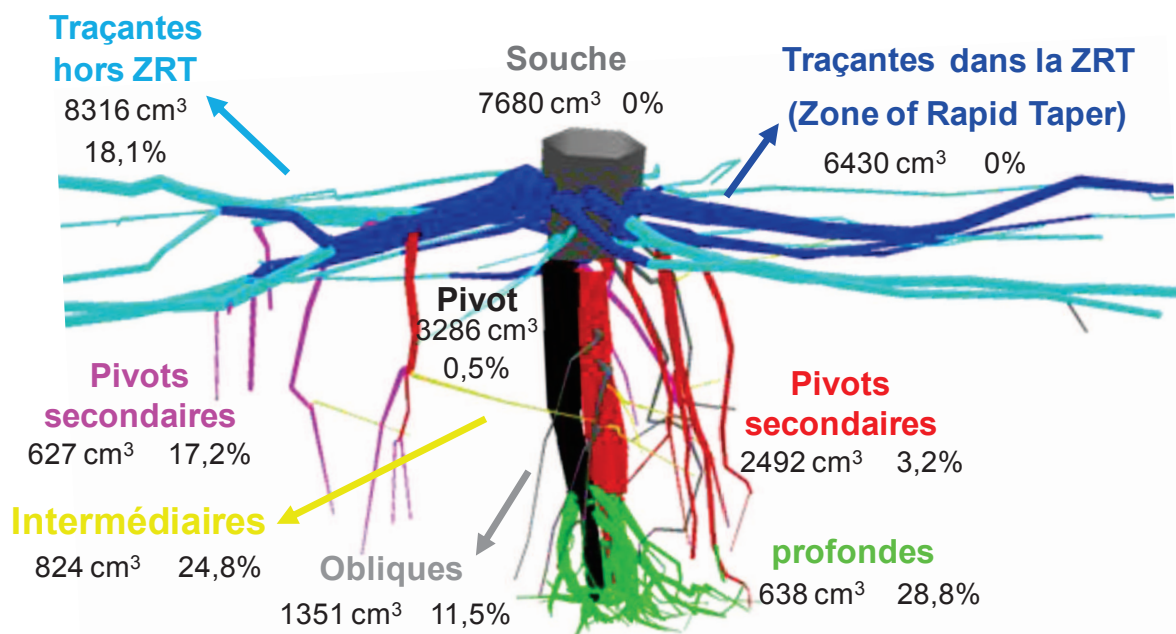 Traçantes
hors ZRT
8316 cm³
18,1%
Souche
7680 cm³ 0%
Traçantes dans la ZRT
(Zone of Rapid Taper)
6430 cm³ 0%
Pivot
3286 cm³
0,5%
Pivots
secondaires
627 cm³ 17,2%
Pivots
secondaires
2492 cm³ 3,2%
Intermédiaires
824 cm³ 24,8%
Obliques
1351 cm³ 11,5%
profondes
638 cm³ 28,8%